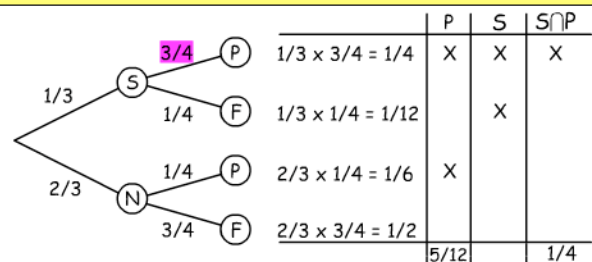 P S S∩P
3/4 P 1/3 x 3/4 = 1/4 X X X
1/3 S
1/4 F 1/3 x 1/4 = 1/12 X
1/4 P 2/3 x 1/4 = 1/6 X
2/3 N
3/4 F 2/3 x 3/4 = 1/2
5/12 1/4